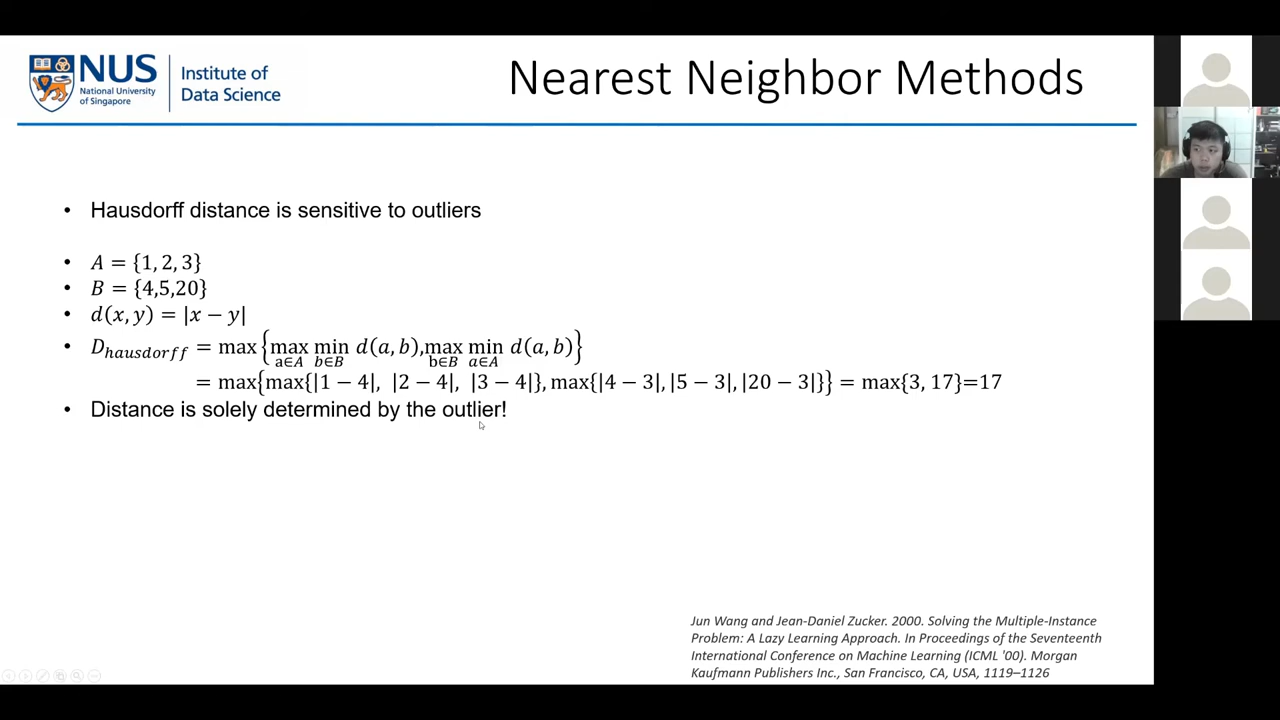 NUS
National University
of Singapore
Institute of
Data Science
Nearest Neighbor Methods
• Hausdorff distance is sensitive to outliers
• A = {1, 2, 3}
• B = {4,5,20}
• d(x, y) = |x − y|
• D_hausdorff = max {max_{a∈A} min_{b∈B} d(a, b),max_{b∈B} min_{a∈A} d(a, b)}
= max{max{|1 − 4|, |2 − 4|, |3 − 4|}, max{|4 − 3|, |5 − 3|, |20 − 3|}} = max{3, 17}=17
• Distance is solely determined by the outlier!
Jun Wang and Jean-Daniel Zucker. 2000. Solving the Multiple-Instance
Problem: A Lazy Learning Approach. In Proceedings of the Seventeenth
International Conference on Machine Learning (ICML '00). Morgan
Kaufmann Publishers Inc., San Francisco, CA, USA, 1119–1126